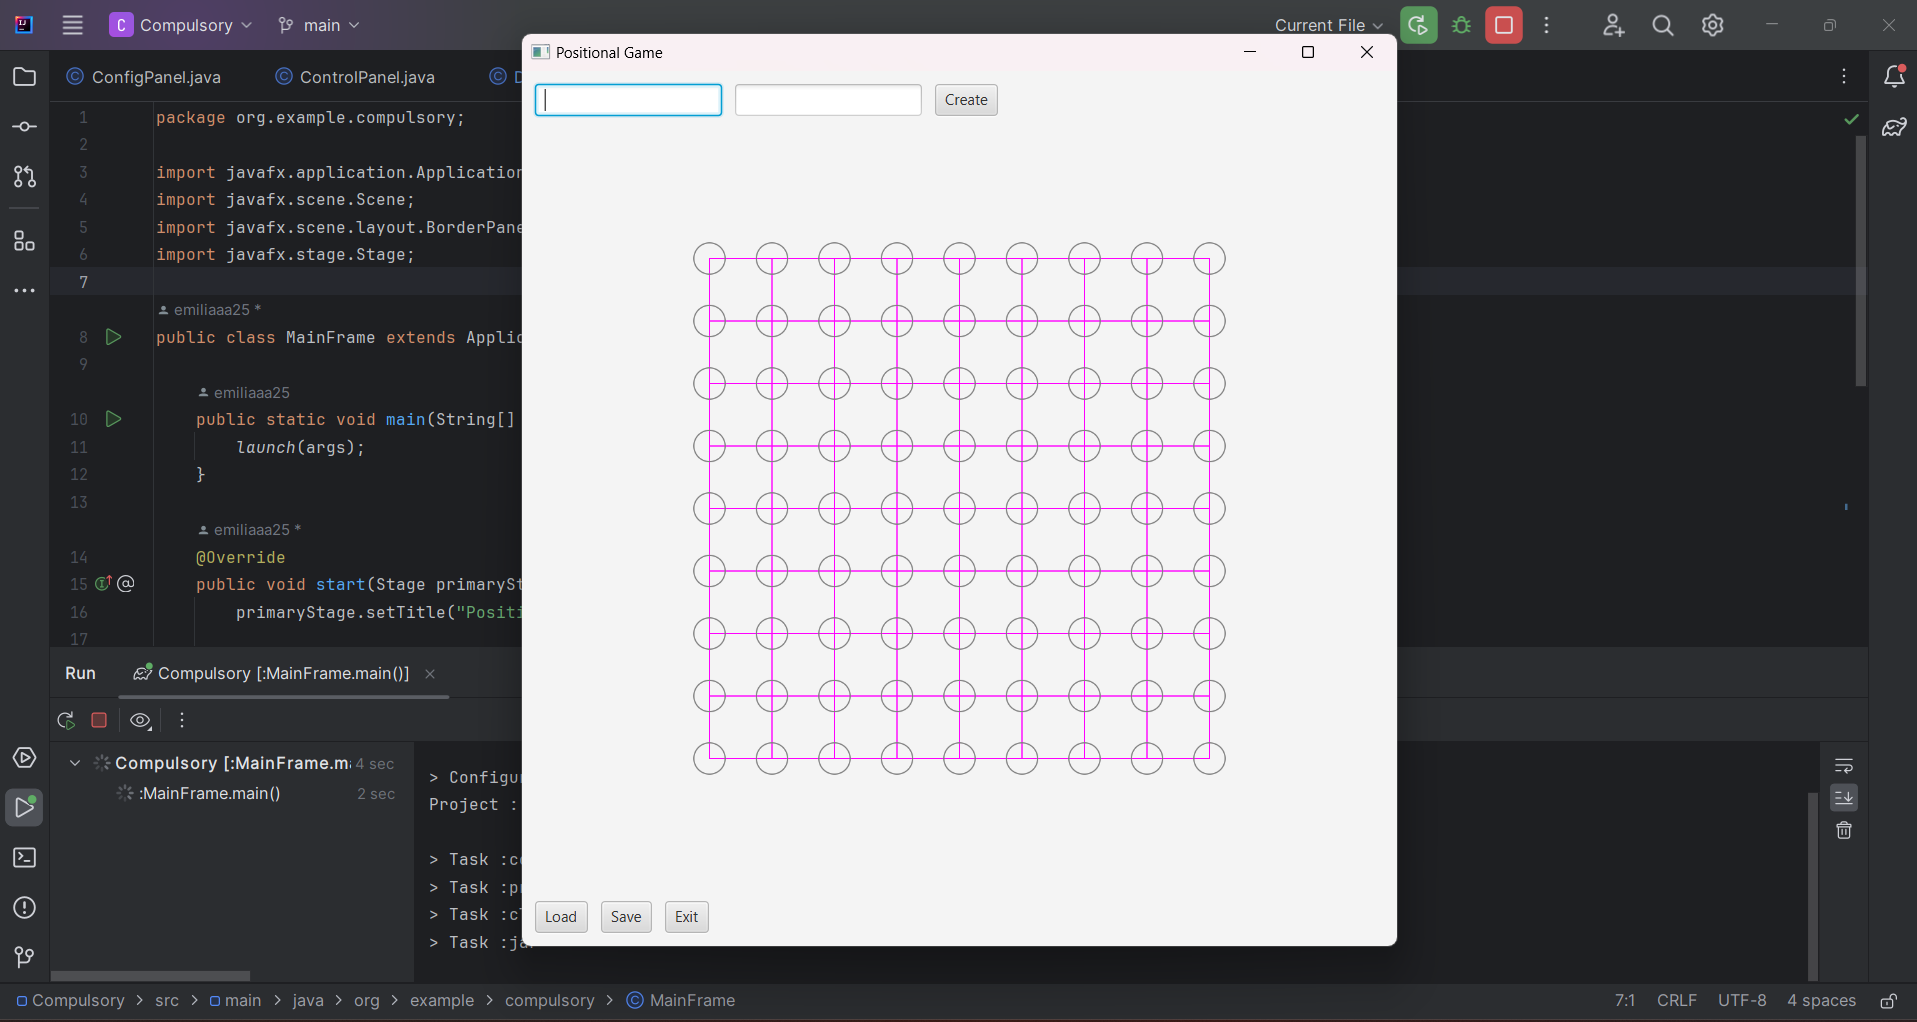 C Compulsory main Current File
ConfigPanel.java ControlPanel.java
Positional Game
Create
1 package org.example.compulsory;
2
3 import javafx.application.Application
4 import javafx.scene.Scene;
5 import javafx.scene.layout.BorderPane
6 import javafx.stage.Stage;
7
emiliaaa25 *
8 public class MainFrame extends Applic
9
emiliaaa25
10 public static void main(String[]
11 launch(args);
12 }
13
emiliaaa25 *
14 @Override
15 public void start(Stage primarySt
16 primaryStage.setTitle("Positi
17
Run Compulsory [:MainFrame.main()]
Compulsory [:MainFrame.m 4 sec
:MainFrame.main() 2 sec
> Configu
Project :
> Task :c
> Task :p
> Task :c
> Task :ja
Load Save Exit
Compulsory > src > main > java > org > example > compulsory > MainFrame
7:1 CRLF UTF-8 4 spaces